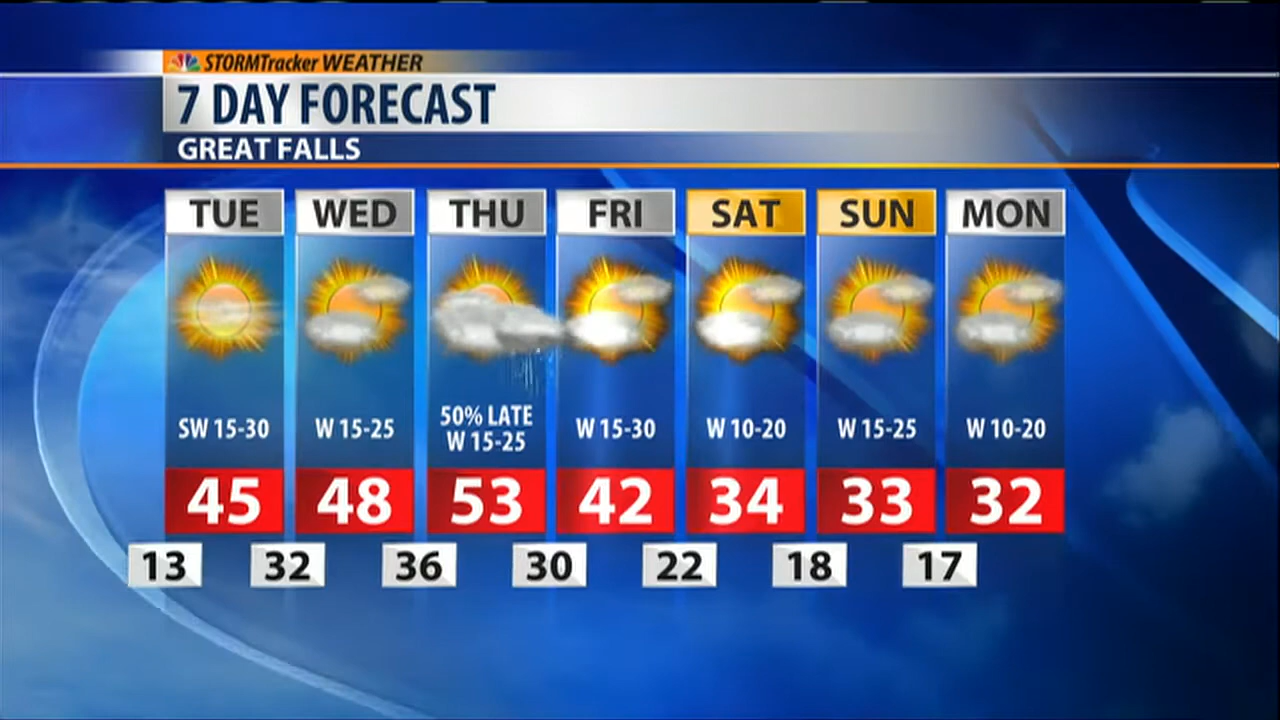 STORMTracker WEATHER
7 DAY FORECAST
GREAT FALLS
TUE WED THU FRI SAT SUN MON
SW 15-30 W 15-25 50% LATE W 15-25 W 15-30 W 10-20 W 15-25 W 10-20
45 48 53 42 34 33 32
13 32 36 30 22 18 17